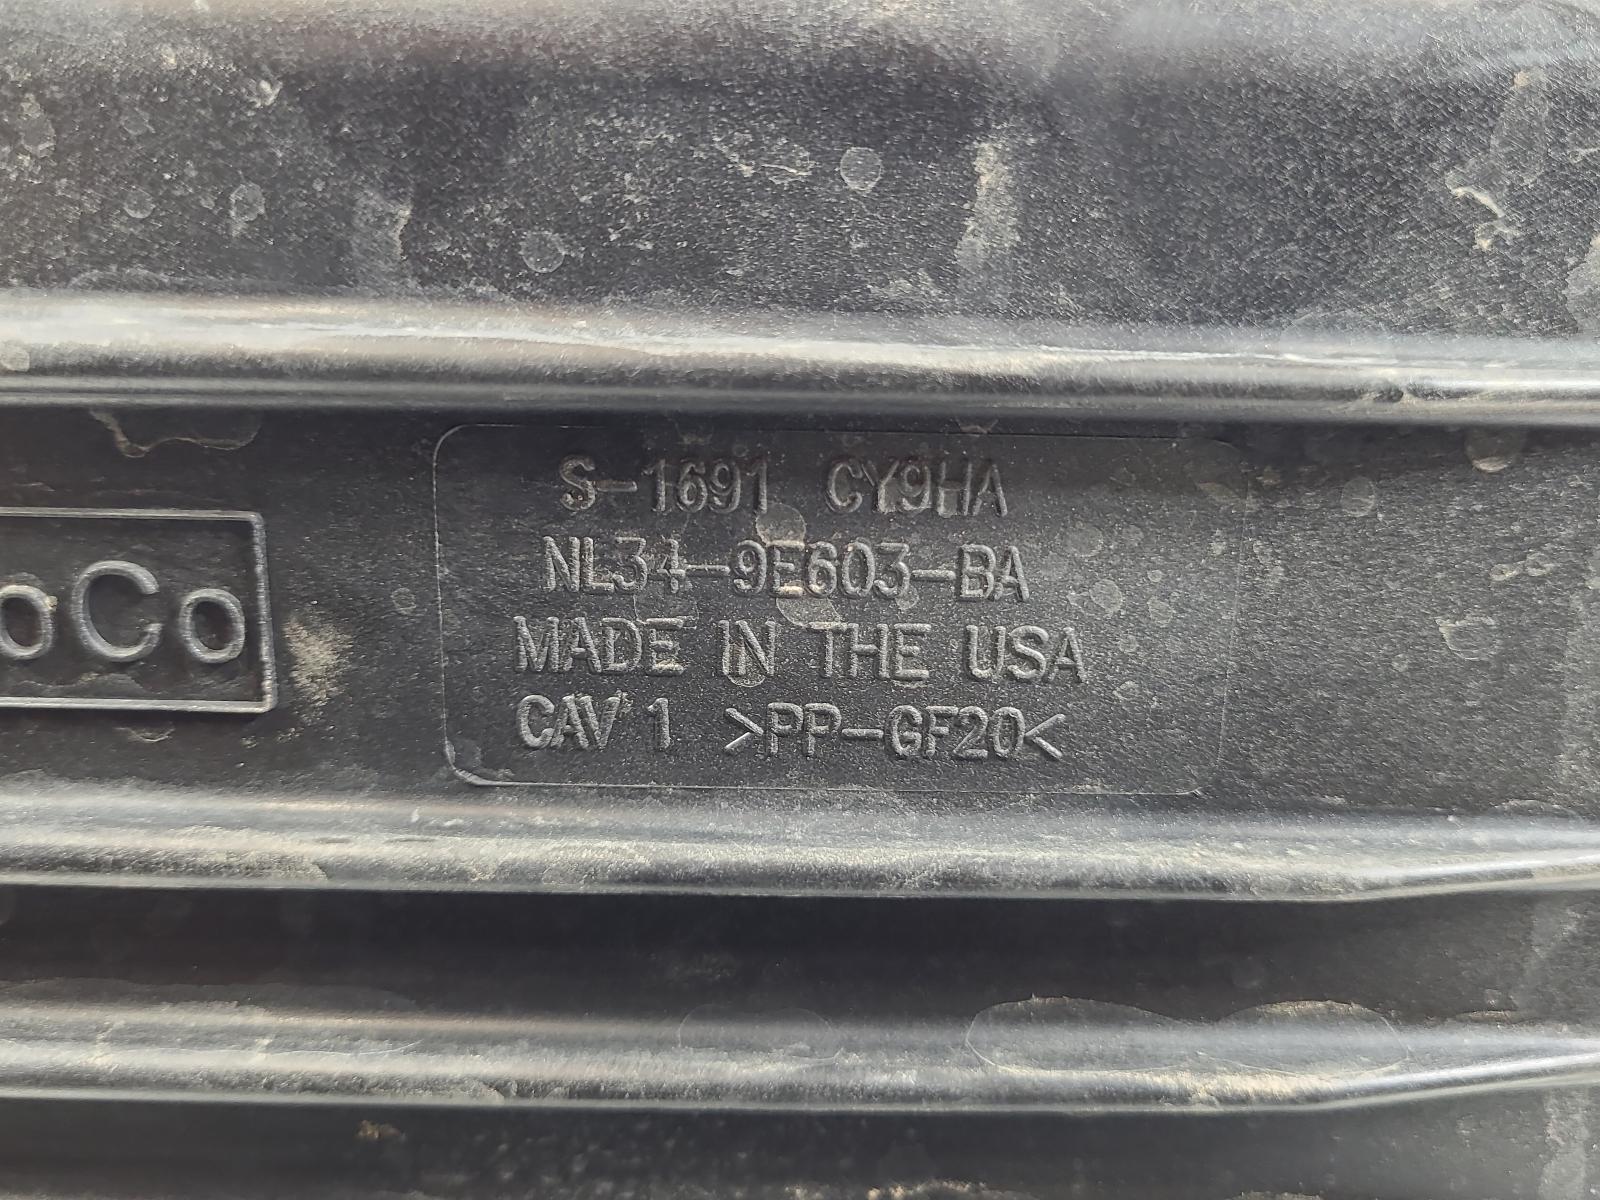 oCo
S-1691 CY9HA
NL34-9E603-BA
MADE IN THE USA
CAV 1 >PP-GF20<